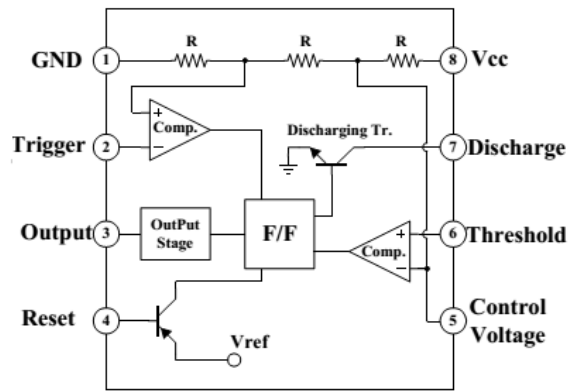 R R R
GND 1 8 Vcc
+
Comp.
−
Trigger 2
Discharging Tr.
7 Discharge
Output 3
OutPut
Stage
F/F
+
Comp.
−
6 Threshold
Reset 4
Vref
5 Control
Voltage